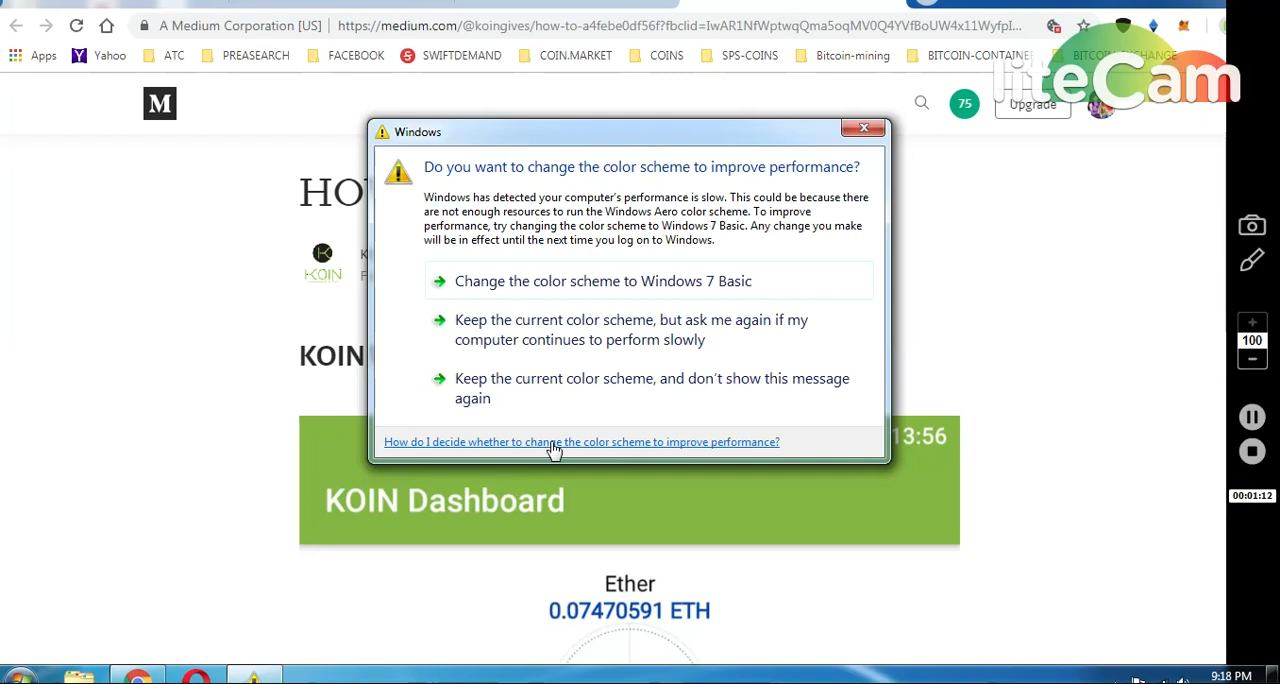 A Medium Corporation [US] | https://medium.com/@koingives/how-to-a4febe0df56f?fbclid=IwAR1NfWptwqQma5oqMV0Q4YVfBoUW4x11WyfpI...
Apps Yahoo ATC PREASEARCH FACEBOOK SWIFTDEMAND COIN.MARKET COINS SPS-COINS Bitcoin-mining BITCOIN-CONTAINE
liteCam
M 75 Upgrade
Windows
Do you want to change the color scheme to improve performance?
Windows has detected your computer's performance is slow. This could be because there
are not enough resources to run the Windows Aero color scheme. To improve
performance, try changing the color scheme to Windows 7 Basic. Any change you make
will be in effect until the next time you log on to Windows.
Change the color scheme to Windows 7 Basic
Keep the current color scheme, but ask me again if my
computer continues to perform slowly
Keep the current color scheme, and don't show this message
again
How do I decide whether to change the color scheme to improve performance?
HO
KOIN
KOIN
13:56
KOIN Dashboard
Ether
0.07470591 ETH
100
00:01:12
9:18 PM